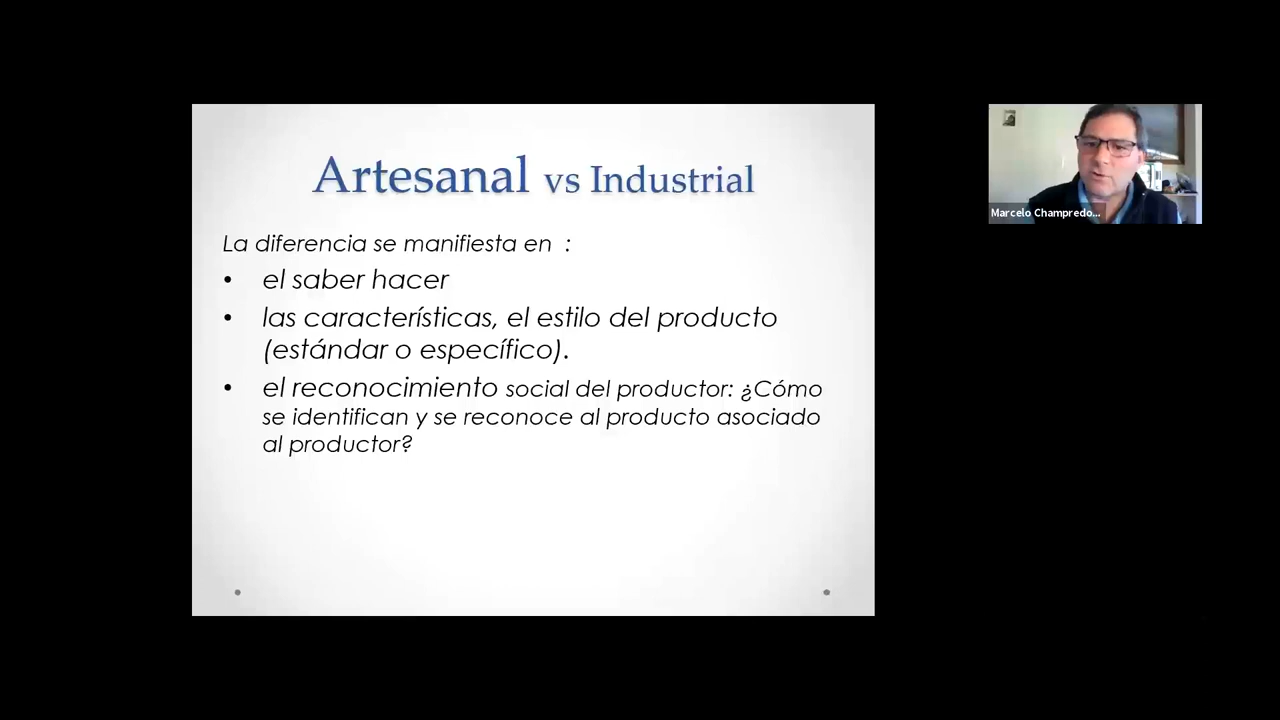 Artesanal vs Industrial
La diferencia se manifiesta en :
• el saber hacer
• las características, el estilo del producto
(estándar o específico).
• el reconocimiento social del productor: ¿Cómo
se identifican y se reconoce al producto asociado
al productor?
Marcelo Champredo...